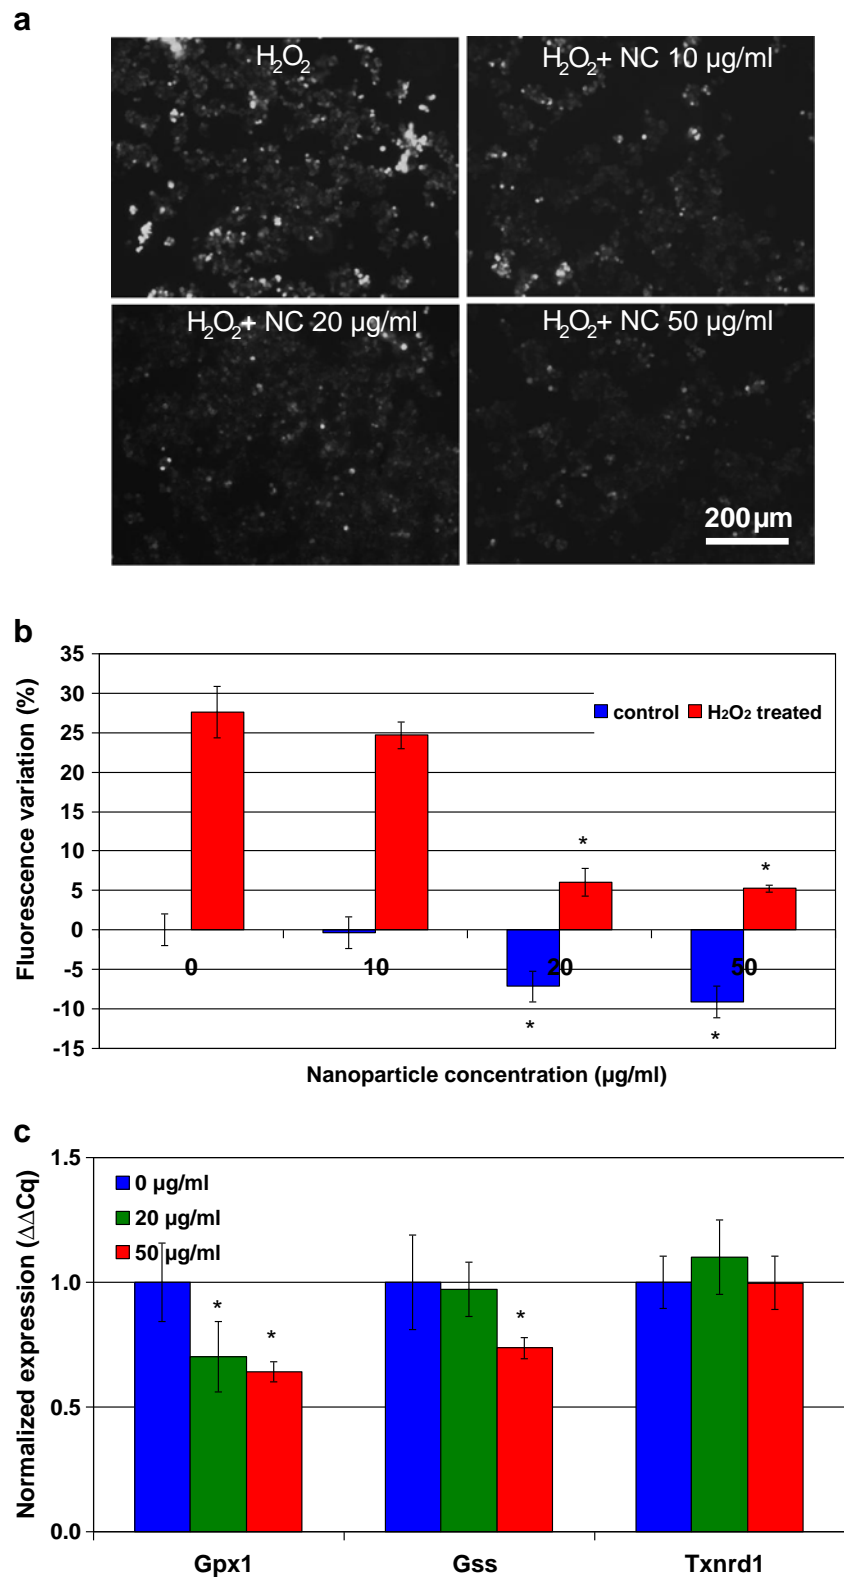 a
H₂O₂
H₂O₂+ NC 10 µg/ml
H₂O₂+ NC 20 µg/ml
H₂O₂+ NC 50 µg/ml
200 µm
b
Fluorescence variation (%)
35
30
25
20
15
10
5
0
-5
-10
-15
control
H₂O₂ treated
*
*
*
*
0
10
20
50
Nanoparticle concentration (µg/ml)
c
Normalized expression (ΔΔCq)
1.5
1.0
0.5
0.0
0 µg/ml
20 µg/ml
50 µg/ml
*
*
*
Gpx1
Gss
Txnrd1